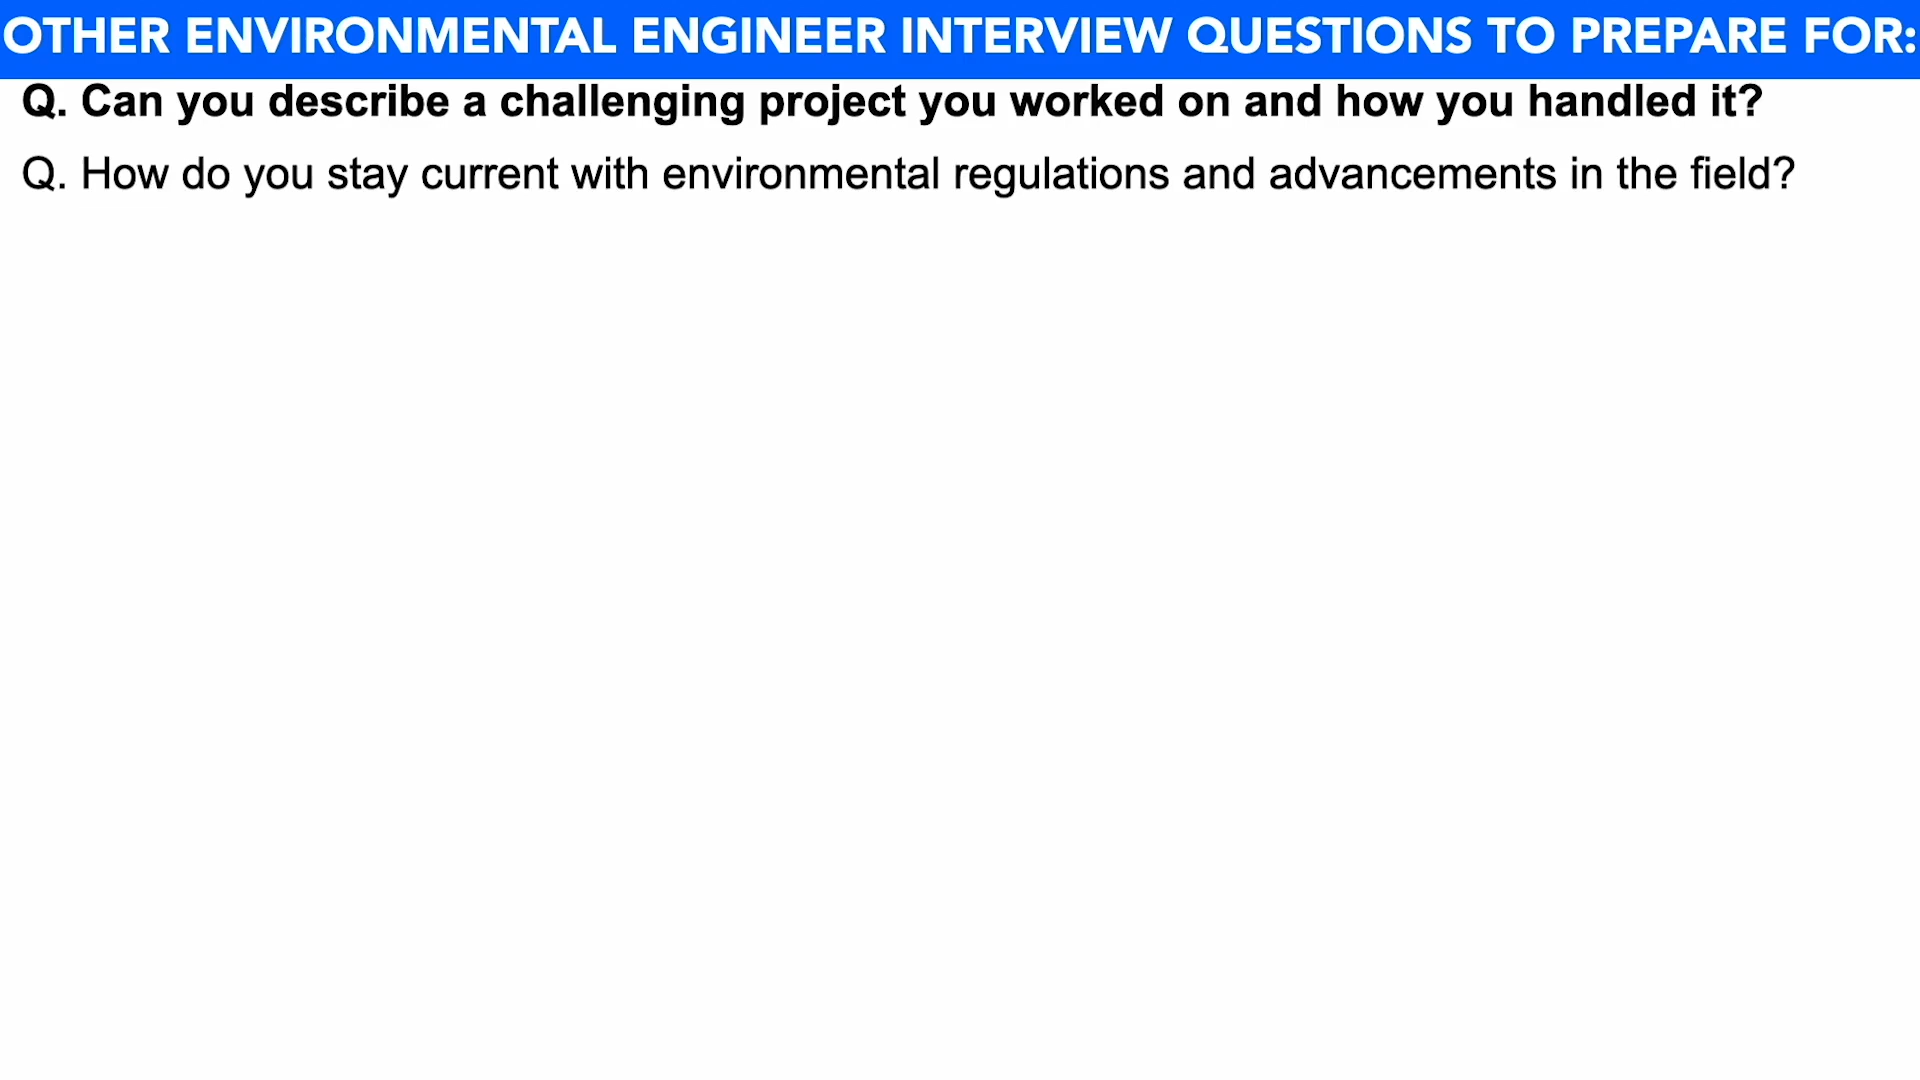 OTHER ENVIRONMENTAL ENGINEER INTERVIEW QUESTIONS TO PREPARE FOR:
Q. Can you describe a challenging project you worked on and how you handled it?
Q. How do you stay current with environmental regulations and advancements in the field?